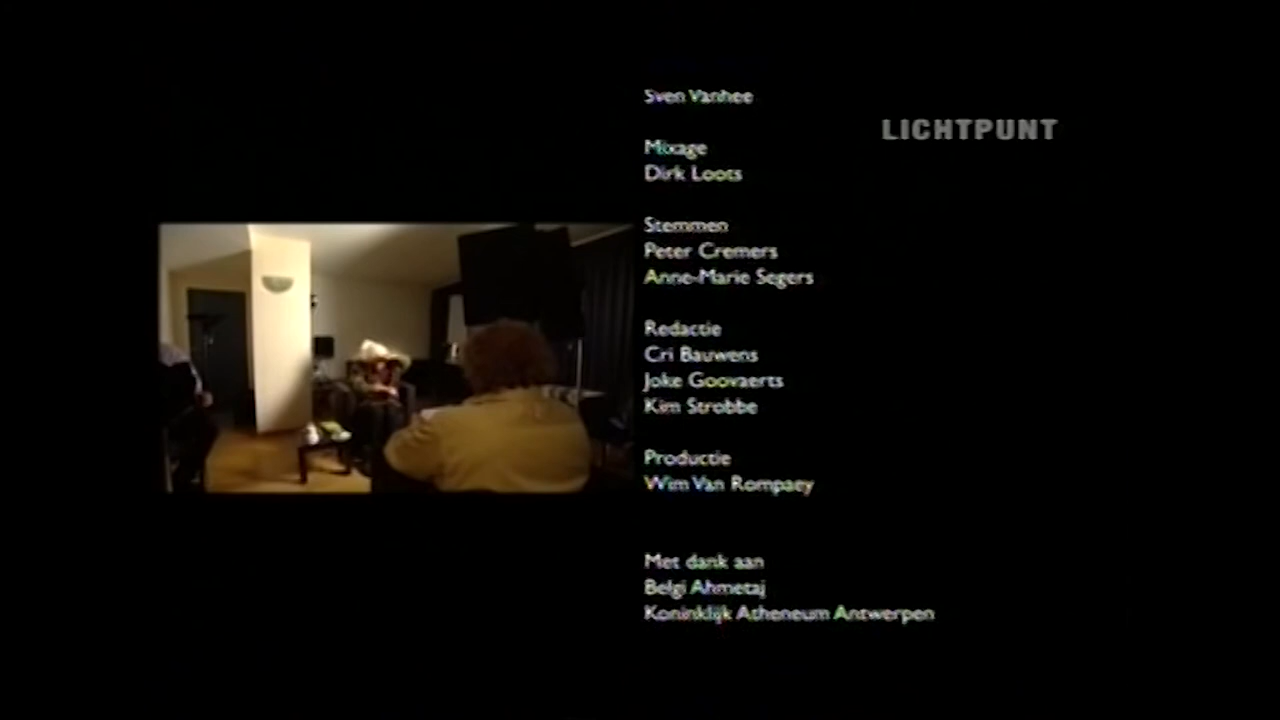 Sven Vanhee
LICHTPUNT
Mixage
Dirk Loots
Stemmen
Peter Cremers
Anne-Marie Segers
Redactie
Cri Bauwens
Joke Goovaerts
Kim Strobbe
Productie
Wim Van Rompaey
Met dank aan
Belgi Ahmetaj
Koninklijk Atheneum Antwerpen